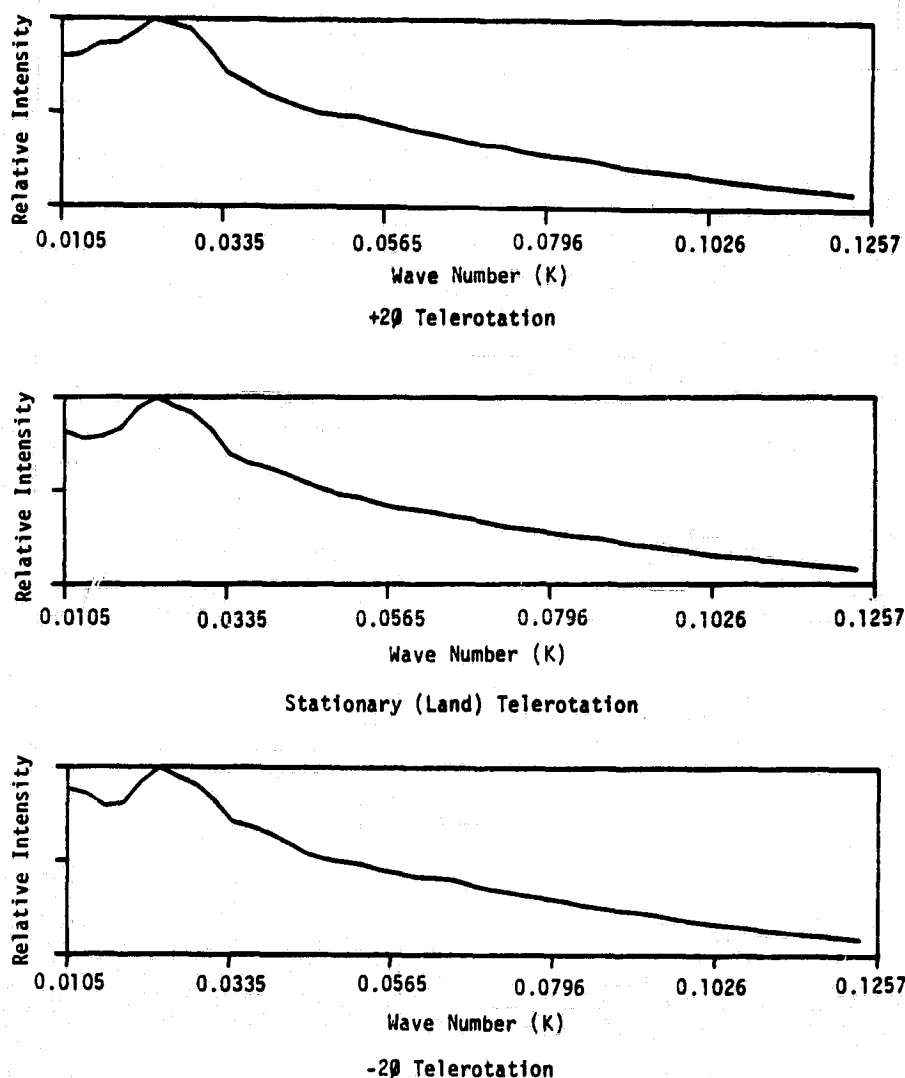 Relative Intensity
0.0105 0.0335 0.0565 0.0796 0.1026 0.1257
Wave Number (K)
+2∅ Telerotation
Relative Intensity
0.0105 0.0335 0.0565 0.0796 0.1026 0.1257
Wave Number (K)
Stationary (Land) Telerotation
Relative Intensity
0.0105 0.0335 0.0565 0.0796 0.1026 0.1257
Wave Number (K)
-2∅ Telerotation